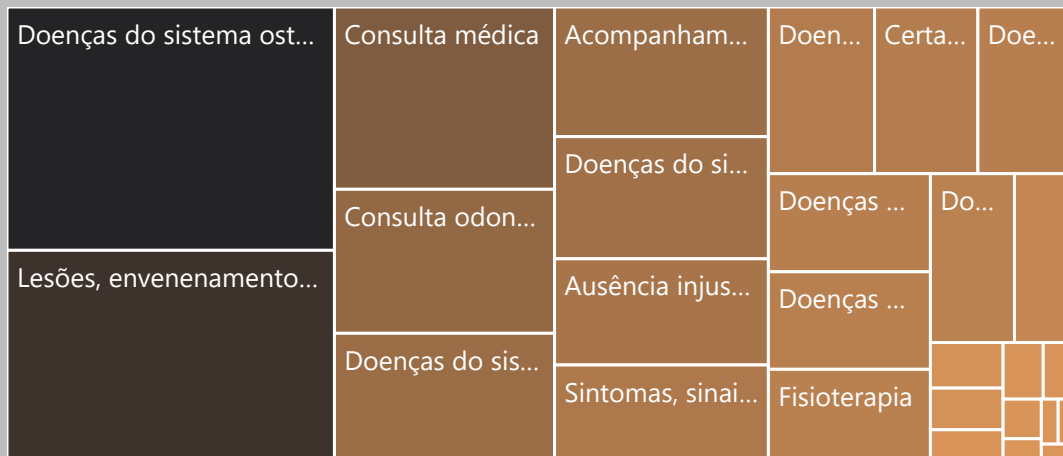 Doenças do sistema ost...
Lesões, envenenamento...
Consulta médica
Consulta odon...
Doenças do sis...
Acompanham...
Doenças do si...
Ausência injus...
Sintomas, sinai...
Doen...
Certa...
Doe...
Doenças ...
Do...
Doenças ...
Fisioterapia